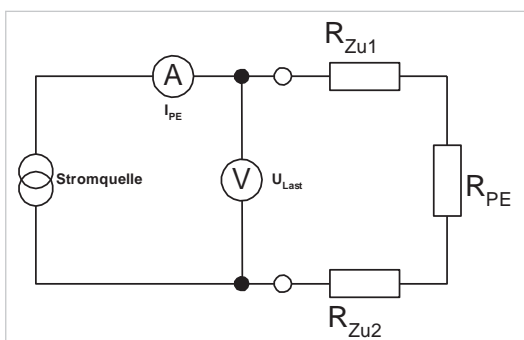 R_Zu1
A
I_PE
Stromquelle
V
U_Last
R_PE
R_Zu2